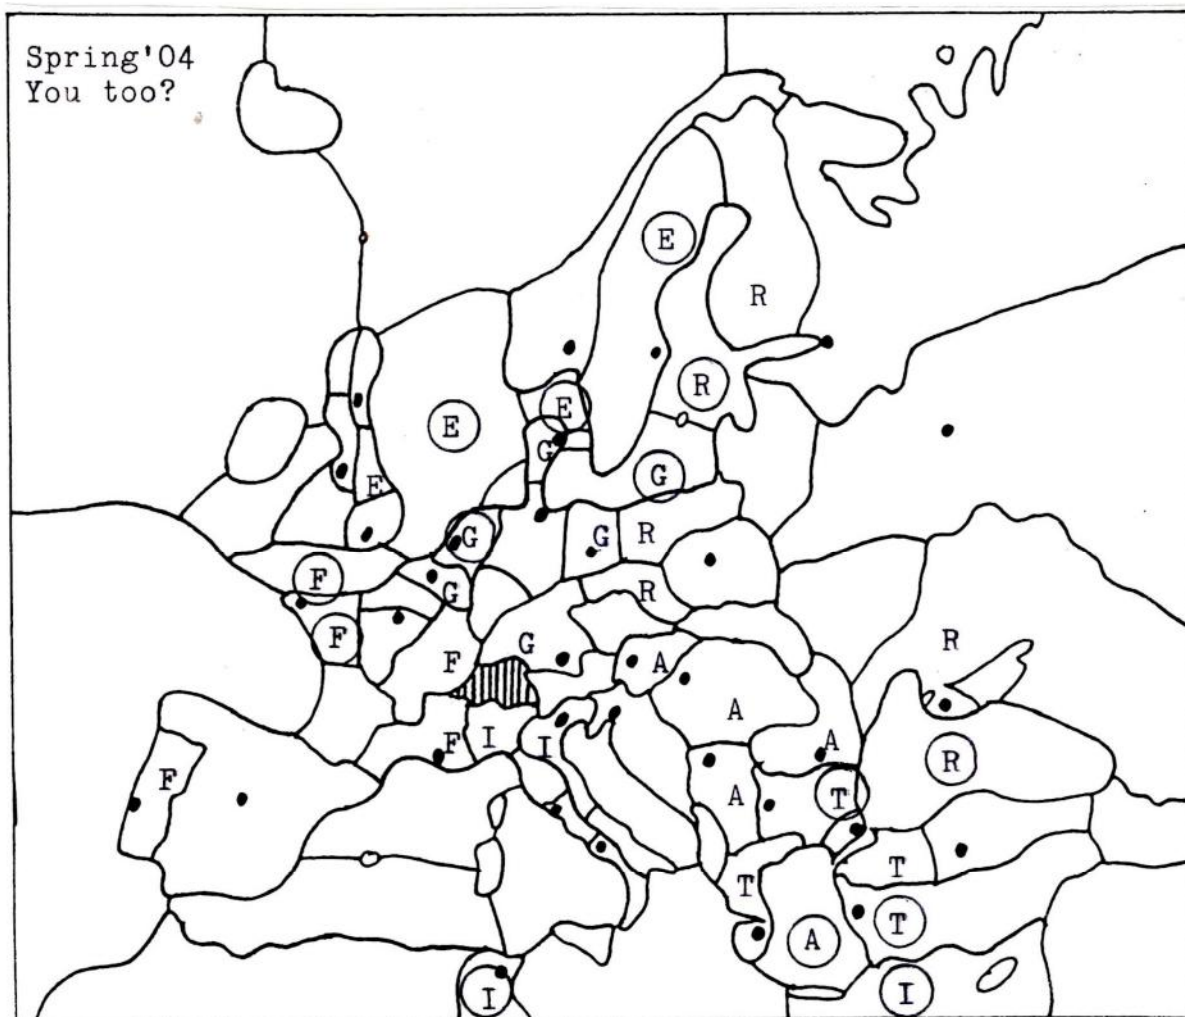 Spring'04
You too?
E
R
R
E
E
G
G
E
G G R
F G R
F F G A R
A
F I I A R
F A T
T T
A T
I I